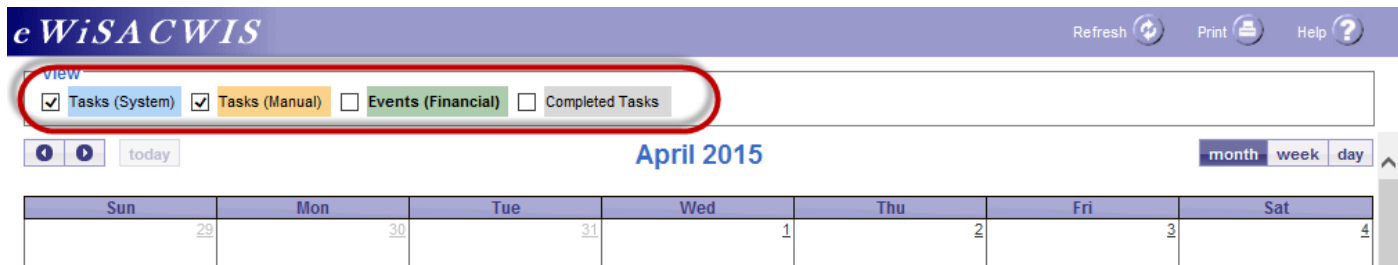 eWiSACWIS Refresh Print Help ?
View
Tasks (System) Tasks (Manual) Events (Financial) Completed Tasks
today April 2015 month week day
Sun Mon Tue Wed Thu Fri Sat
29 30 31 1 2 3 4